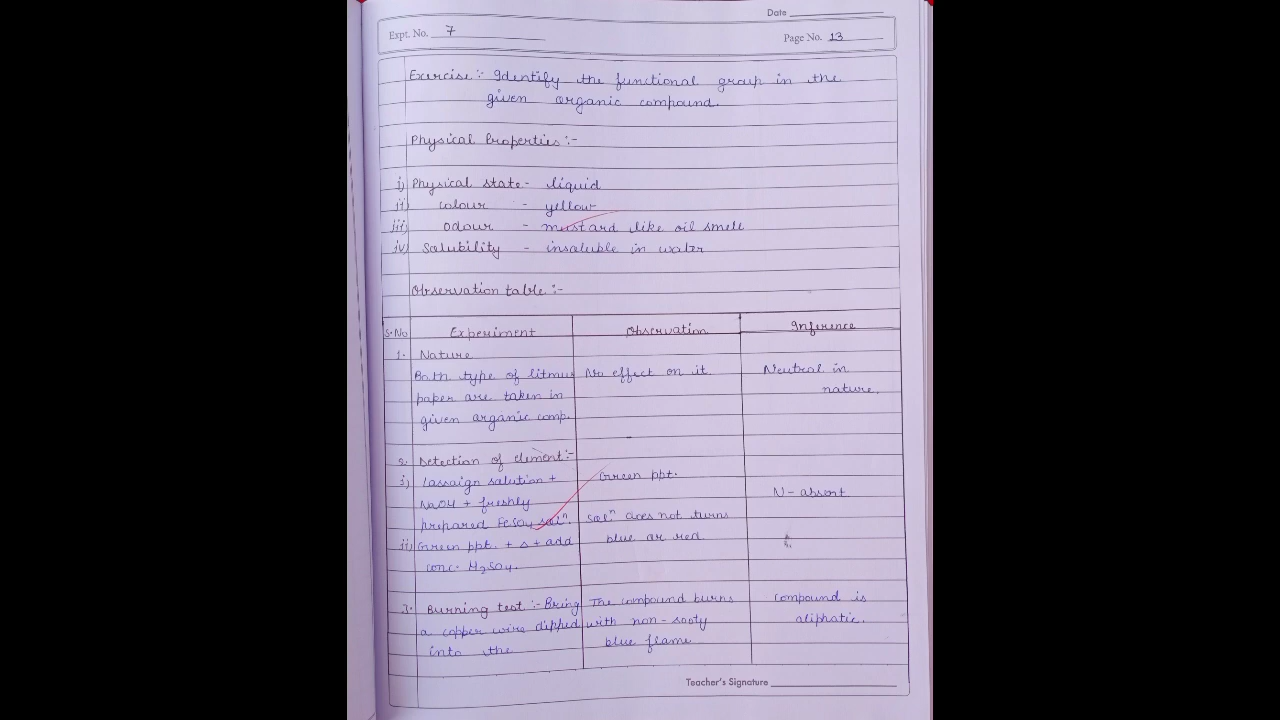 Date
Expt. No. 7
Page No. 13
Exercise :- Identify the functional group in the
given organic compound.
Physical Properties :-
i) Physical state - liquid
ii) colour - yellow
iii) odour - mustard like oil smell
iv) Solubility - insoluble in water
Observation table :-
S.No Experiment Observation Inference
1. Nature
Both type of litmus No effect on it Neutral in
paper are taken in nature.
given organic comp.
2. Detection of element :-
i) Lassaign solution + Green ppt.
NaOH + freshly N - absent
prepared FeSO4 solⁿ. solⁿ does not turns
ii) Green ppt. + Δ + add blue or red
conc. H2SO4.
3. Burning test :- Bring The compound burns compound is
a copper wire dipped with non-sooty aliphatic.
into the blue flame
Teacher's Signature